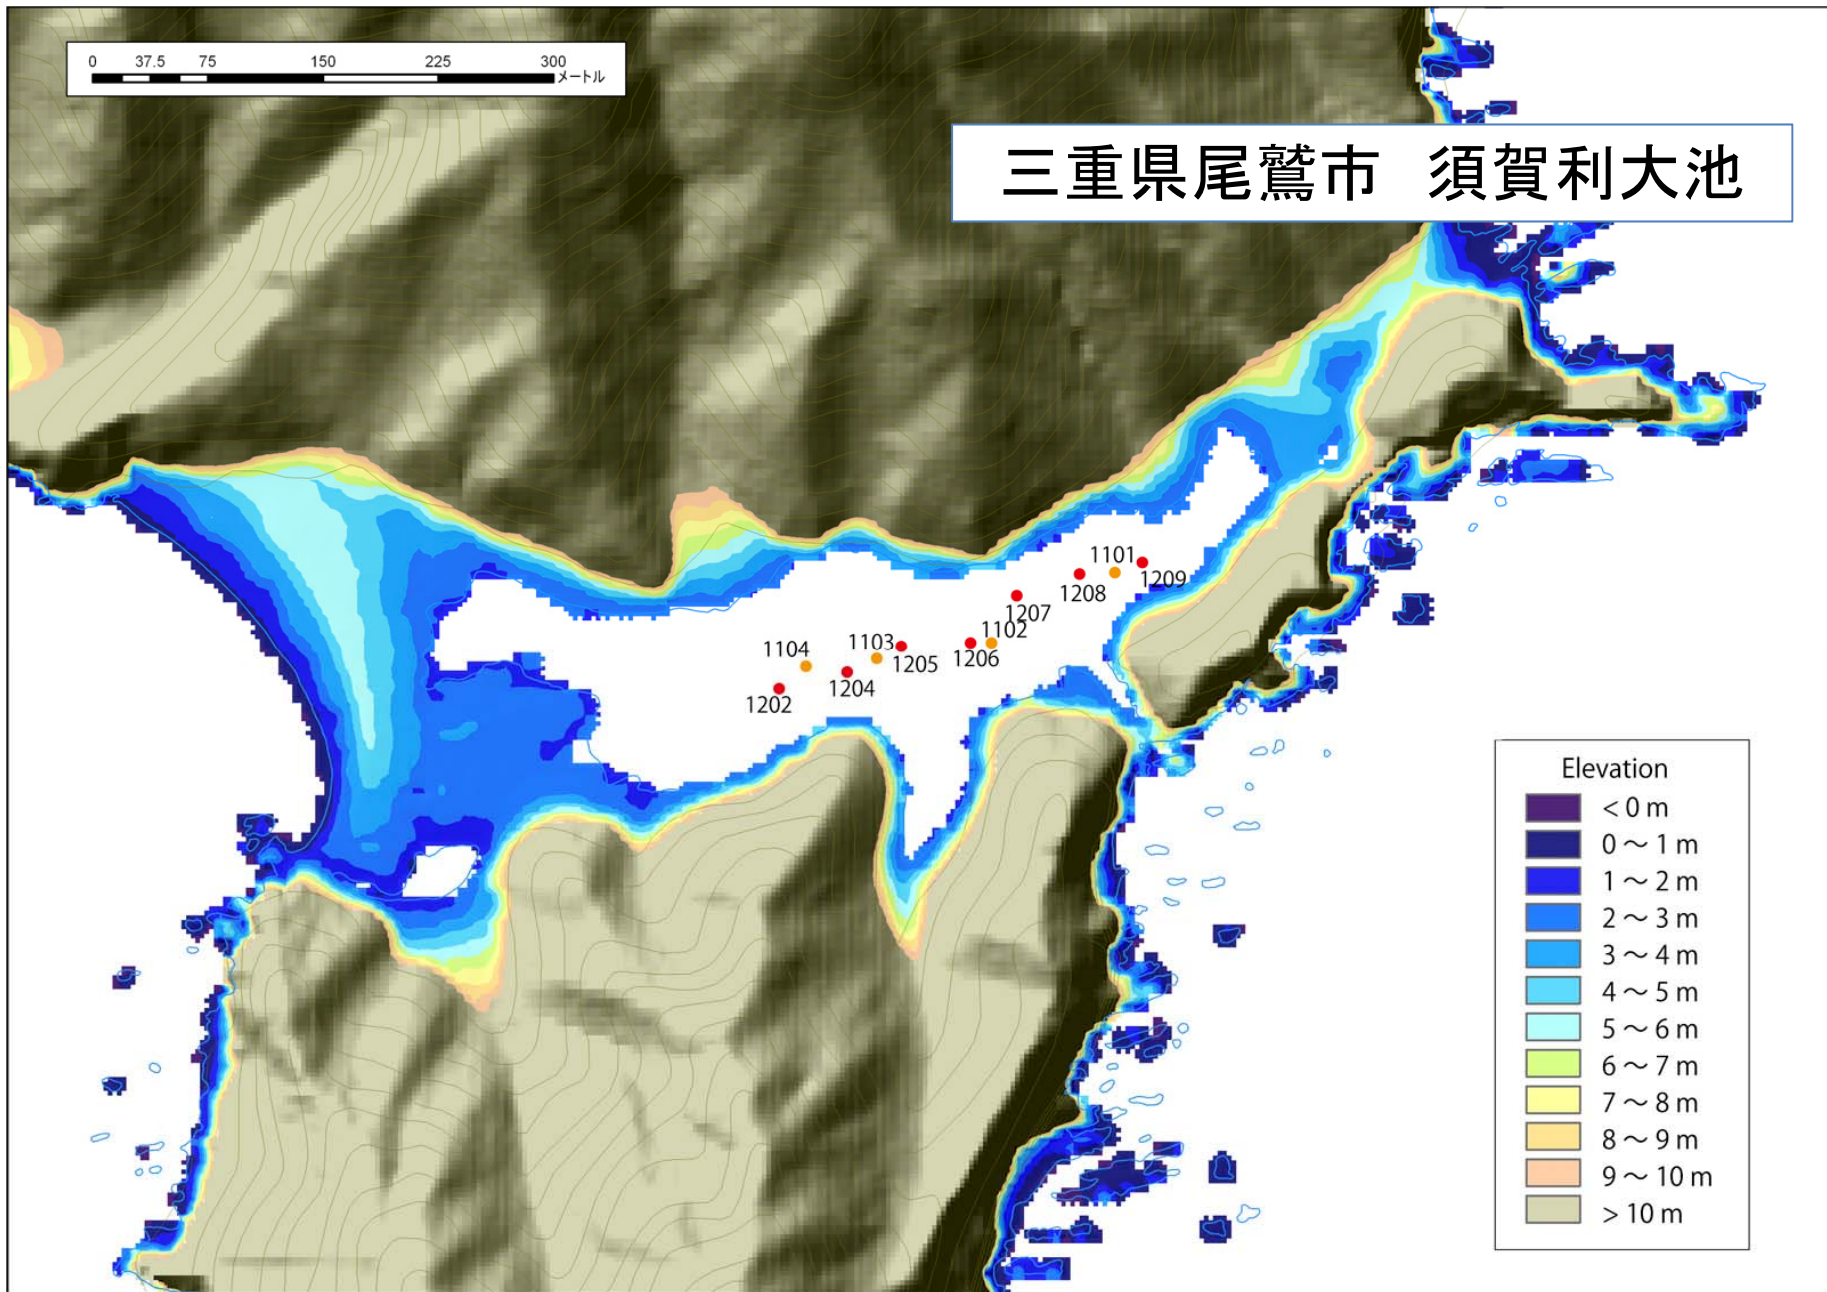 0 37.5 75 150 225 300
メートル
三重県尾鷲市 須賀利大池
1101
1209
1208
1207
1102
1206
1103
1205
1104
1204
1202
Elevation
< 0 m
0 ～ 1 m
1 ～ 2 m
2 ～ 3 m
3 ～ 4 m
4 ～ 5 m
5 ～ 6 m
6 ～ 7 m
7 ～ 8 m
8 ～ 9 m
9 ～ 10 m
> 10 m